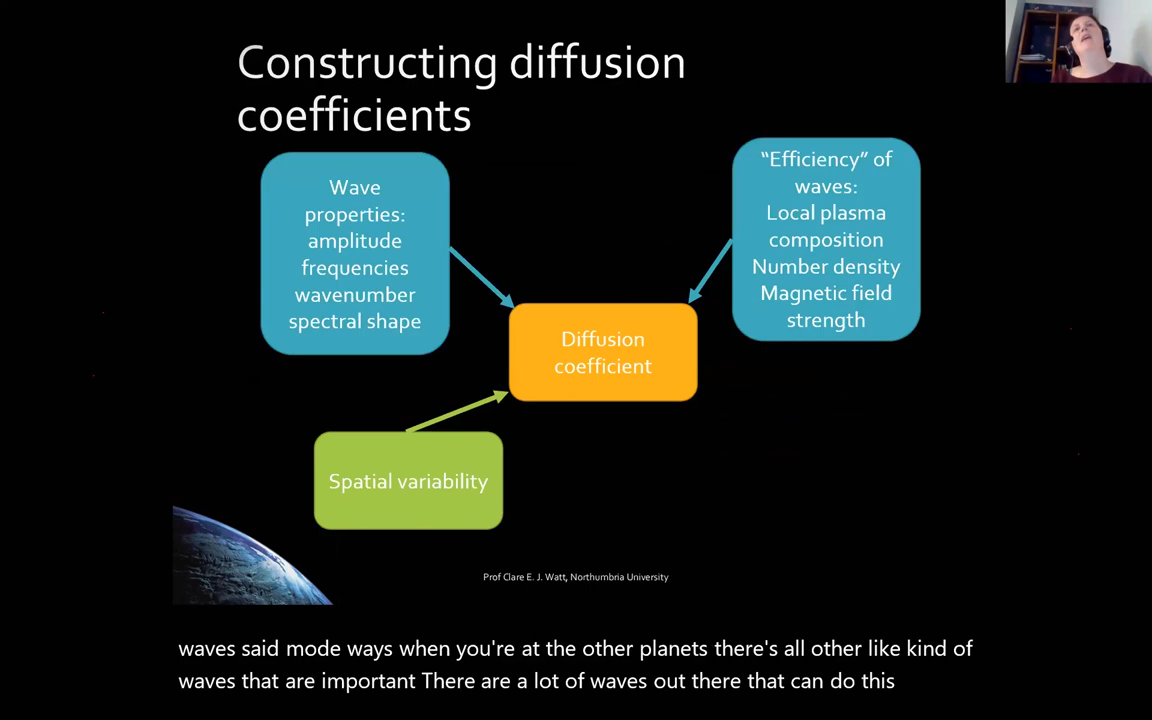 Constructing diffusion
coefficients
Wave
properties:
amplitude
frequencies
wavenumber
spectral shape
“Efficiency” of
waves:
Local plasma
composition
Number density
Magnetic field
strength
Diffusion
coefficient
Spatial variability
Prof Clare E. J. Watt, Northumbria University
waves said mode ways when you're at the other planets there's all other like kind of
waves that are important There are a lot of waves out there that can do this